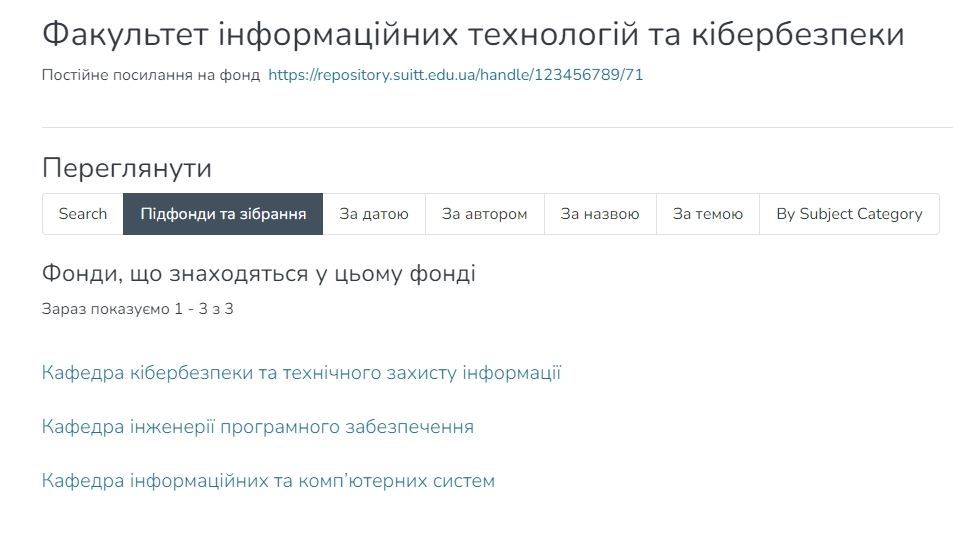 Факультет інформаційних технологій та кібербезпеки
Постійне посилання на фонд https://repository.suitt.edu.ua/handle/123456789/71
Переглянути
Search Підфонди та зібрання За датою За автором За назвою За темою By Subject Category
Фонди, що знаходяться у цьому фонді
Зараз показуємо 1 - 3 з 3
Кафедра кібербезпеки та технічного захисту інформації
Кафедра інженерії програмного забезпечення
Кафедра інформаційних та комп’ютерних систем